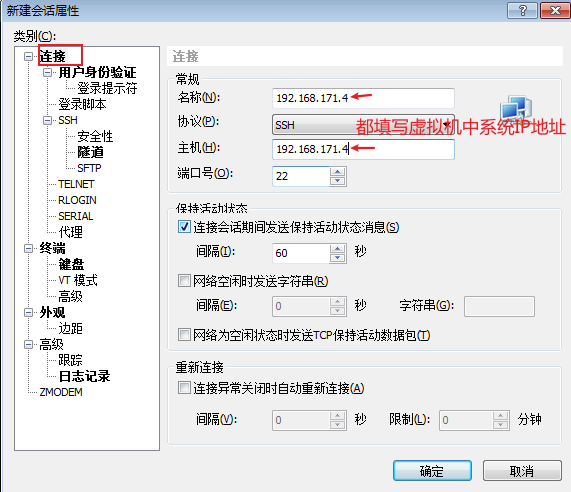 新建会话属性
类别(C):
连接
用户身份验证
登录提示符
登录脚本
SSH
安全性
隧道
SFTP
TELNET
RLOGIN
SERIAL
代理
终端
键盘
VT 模式
高级
外观
边距
高级
跟踪
日志记录
ZMODEM
连接
常规
名称(N): 192.168.171.4
协议(P): SSH
都填写虚拟机中系统IP地址
主机(H): 192.168.171.4
端口号(O): 22
保持活动状态
连接会话期间发送保持活动状态消息(S)
间隔(I): 60 秒
网络空闲时发送字符串(R)
间隔(E): 0 秒 字符串(G):
网络为空闲状态时发送TCP保持活动数据包(T)
重新连接
连接异常关闭时自动重新连接(A)
间隔(V): 0 秒 限制(L): 0 分钟
确定 取消